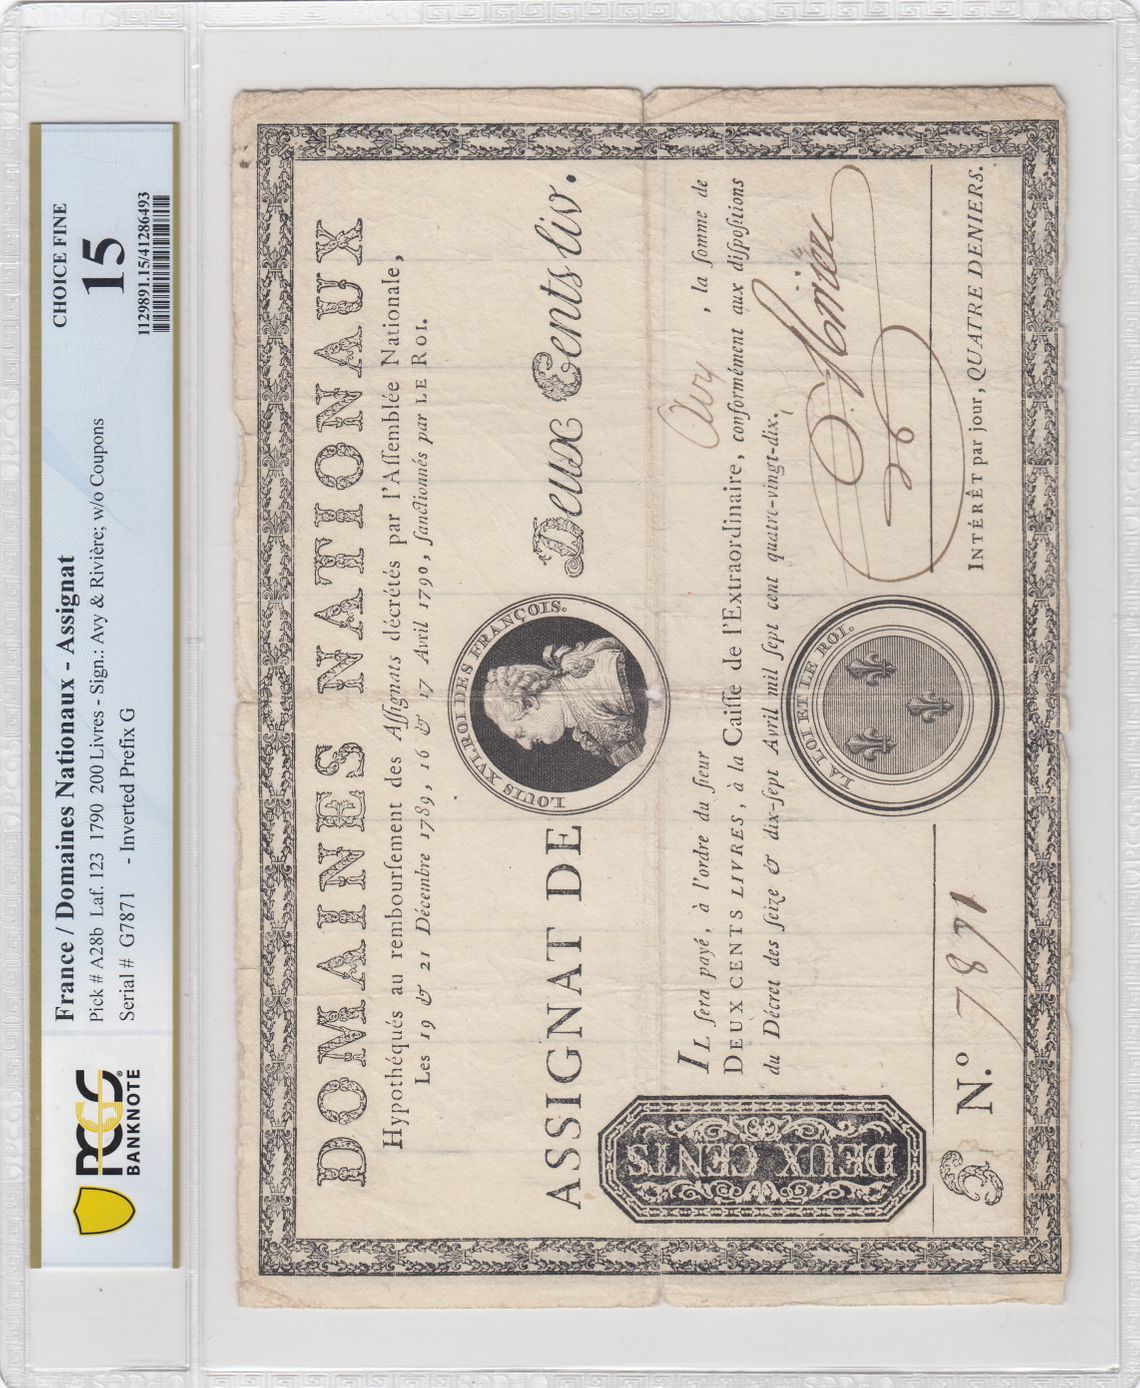 PCGS
BANKNOTE
France / Domaines Nationaux - Assignat
Pick # A28b Laf. 123 1790 200 Livres - Sign.: Avy & Rivière; w/o Coupons
Serial # G7871 - Inverted Prefix G
CHOICE FINE
15
1129891.15/41286493
DOMAINES NATIONAUX
Hypothéqués au rembourſement des Aſſignats décrétés par l'Aſſemblée Nationale,
Les 19 & 21 Décembre 1789, 16 & 17 Avril 1790, ſanctionnés par LE ROI.
ASSIGNAT DE Deux Cents liv.
LOUIS XVI. ROI DES FRANÇOIS.
IL ſera payé, à l'ordre du ſieur Avy , la ſomme de
DEUX CENTS LIVRES, à la Caiſſe de l'Extraordinaire, conformément aux diſpoſitions
du Décret des ſeize & dix-ſept Avril mil ſept cent quatre-vingt-dix.
DEUX CENTS
LA LOI ET LE ROI.
G N.º 7871
INTÉRÊT par jour, QUATRE DENIERS.